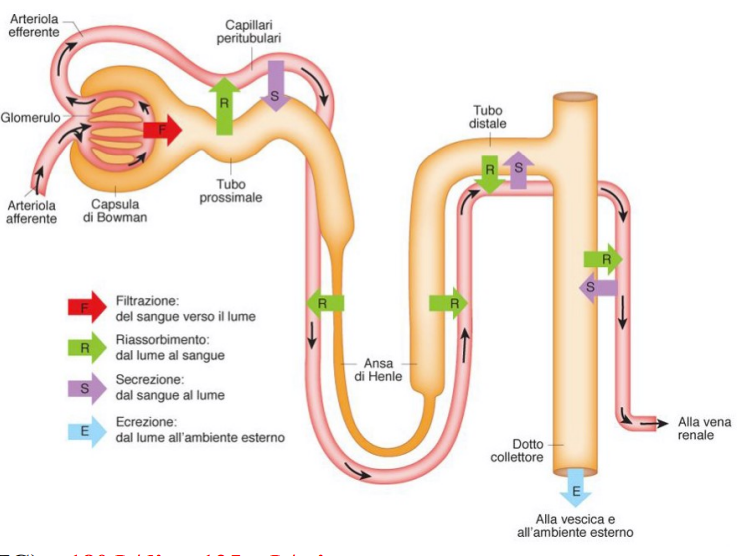 Arteriola
efferente
Capillari
peritubulari
Glomerulo
R
S
F
Tubo
distale
R
S
Arteriola
afferente
Capsula
di Bowman
Tubo
prossimale
R
S
R
R
F
Filtrazione:
del sangue verso il lume
R
Riassorbimento:
dal lume al sangue
S
Secrezione:
dal sangue al lume
E
Ecrezione:
dal lume all'ambiente esterno
Ansa
di Henle
Dotto
collettore
Alla vena
renale
E
Alla vescica e
all'ambiente esterno